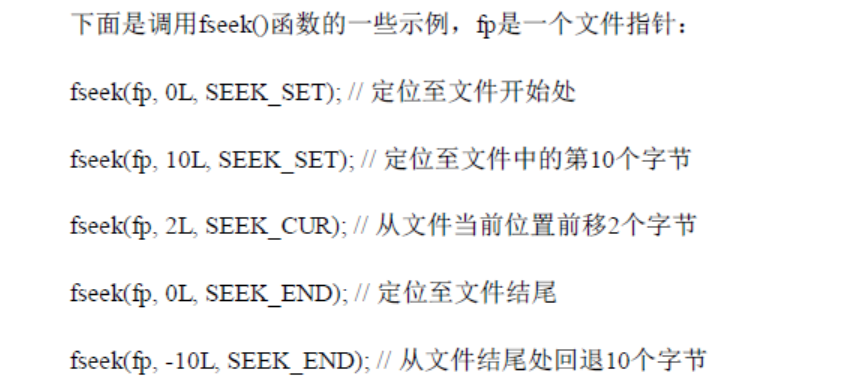 下面是调用fseek()函数的一些示例，fp是一个文件指针：
fseek(fp, 0L, SEEK_SET); // 定位至文件开始处
fseek(fp, 10L, SEEK_SET); // 定位至文件中的第10个字节
fseek(fp, 2L, SEEK_CUR); // 从文件当前位置前移2个字节
fseek(fp, 0L, SEEK_END); // 定位至文件结尾
fseek(fp, -10L, SEEK_END); // 从文件结尾处回退10个字节